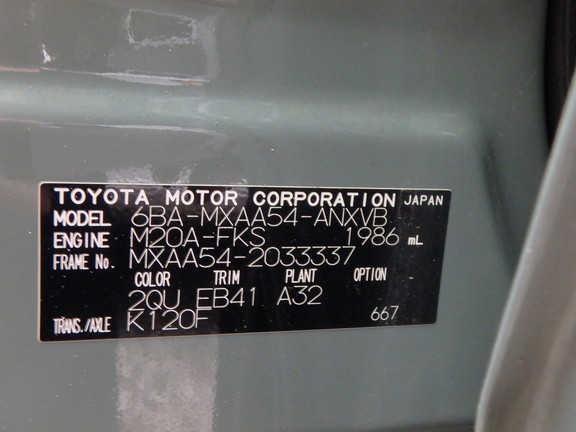 TOYOTA MOTOR CORPORATION JAPAN
MODEL 6BA-MXAA54-ANXVB
ENGINE M20A-FKS 1986 mL
FRAME No. MXAA54-2033337
COLOR TRIM PLANT OPTION -
2QU EB41 A32
TRANS./AXLE K120F 667